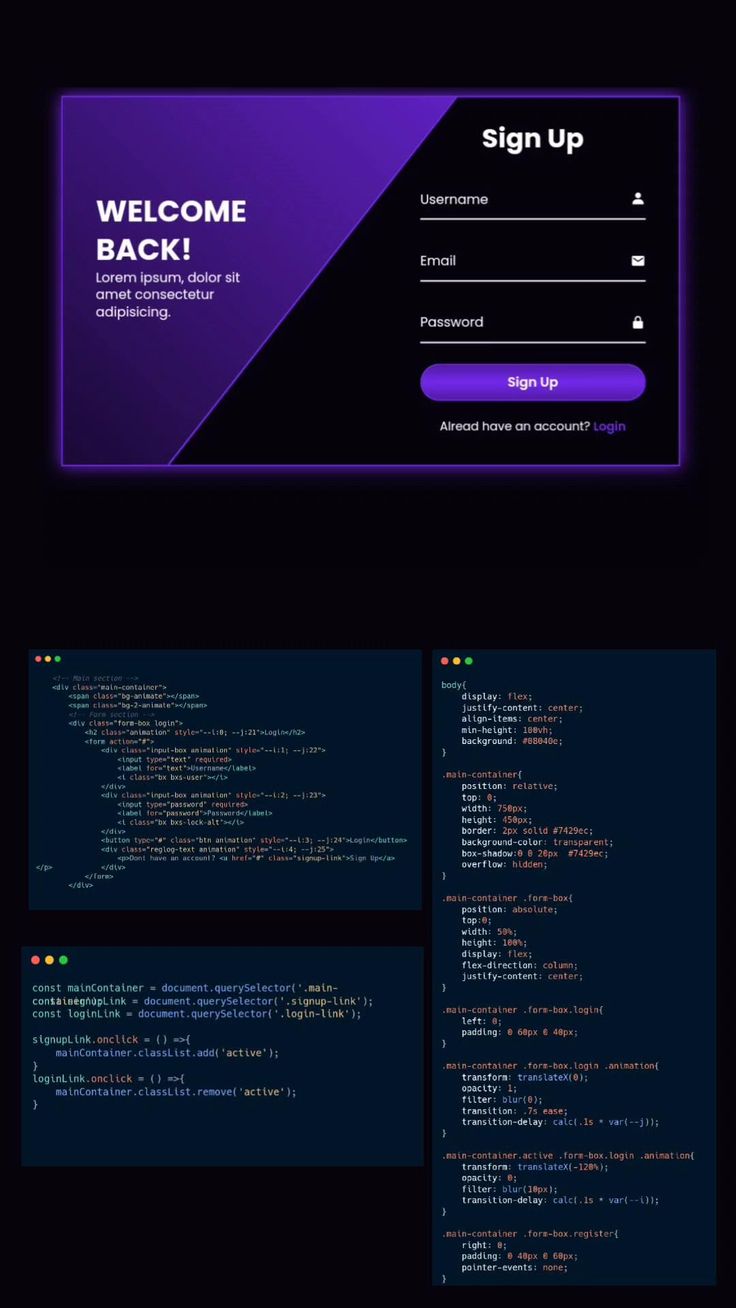 Sign Up
WELCOME
BACK!
Lorem ipsum, dolor sit
amet consectetur
adipisicing.
Username
Email
Password
Sign Up
Alread have an account? Login
<!-- Main section -->
<div class="main-container">
<span class="bg-animate"></span>
<span class="bg-2-animate"></span>
<!-- Form section -->
<div class="form-box login">
<h2 class="animation" style="--i:0; --j:21">Login</h2>
<form action="#">
<div class="input-box animation" style="--i:1; --j:22">
<input type="text" required>
<label for="text">Username</label>
<i class="bx bxs-user"></i>
</div>
<div class="input-box animation" style="--i:2; --j:23">
<input type="password" required>
<label for="password">Password</label>
<i class="bx bxs-lock-alt"></i>
</div>
<button type="#" class="btn animation" style="--i:3; --j:24">Login</button>
<div class="reglog-text animation" style="--i:4; --j:25">
<p>Dont have an account? <a href="#" class="signup-link">Sign Up</a>
</p>
</div>
</form>
</div>
const mainContainer = document.querySelector('.main-
const signupLink = document.querySelector('.signup-link');
const loginLink = document.querySelector('.login-link');
signupLink.onclick = () =>{
mainContainer.classList.add('active');
}
loginLink.onclick = () =>{
mainContainer.classList.remove('active');
}
body{
display: flex;
justify-content: center;
align-items: center;
min-height: 100vh;
background: #08040e;
}
.main-container{
position: relative;
top: 0;
width: 750px;
height: 450px;
border: 2px solid #7429ec;
background-color: transparent;
box-shadow:0 0 20px #7429ec;
overflow: hidden;
}
.main-container .form-box{
position: absolute;
top:0;
width: 50%;
height: 100%;
display: flex;
flex-direction: column;
justify-content: center;
}
.main-container .form-box.login{
left: 0;
padding: 0 60px 0 40px;
}
.main-container .form-box.login .animation{
transform: translateX(0);
opacity: 1;
filter: blur(0);
transition: .7s ease;
transition-delay: calc(.1s * var(--j));
}
.main-container.active .form-box.login .animation{
transform: translateX(-120%);
opacity: 0;
filter: blur(10px);
transition-delay: calc(.1s * var(--i));
}
.main-container .form-box.register{
right: 0;
padding: 0 40px 0 60px;
pointer-events: none;
}